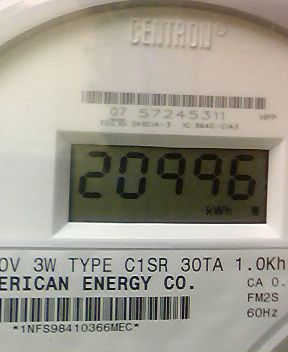 CENTRON®
07 57245311 HPP
20996
kWh
0V 3W TYPE C1SR 30TA 1.0Kh
ERICAN ENERGY CO. CA 0.
FM2S
*1NFS98410366MEC* 60Hz